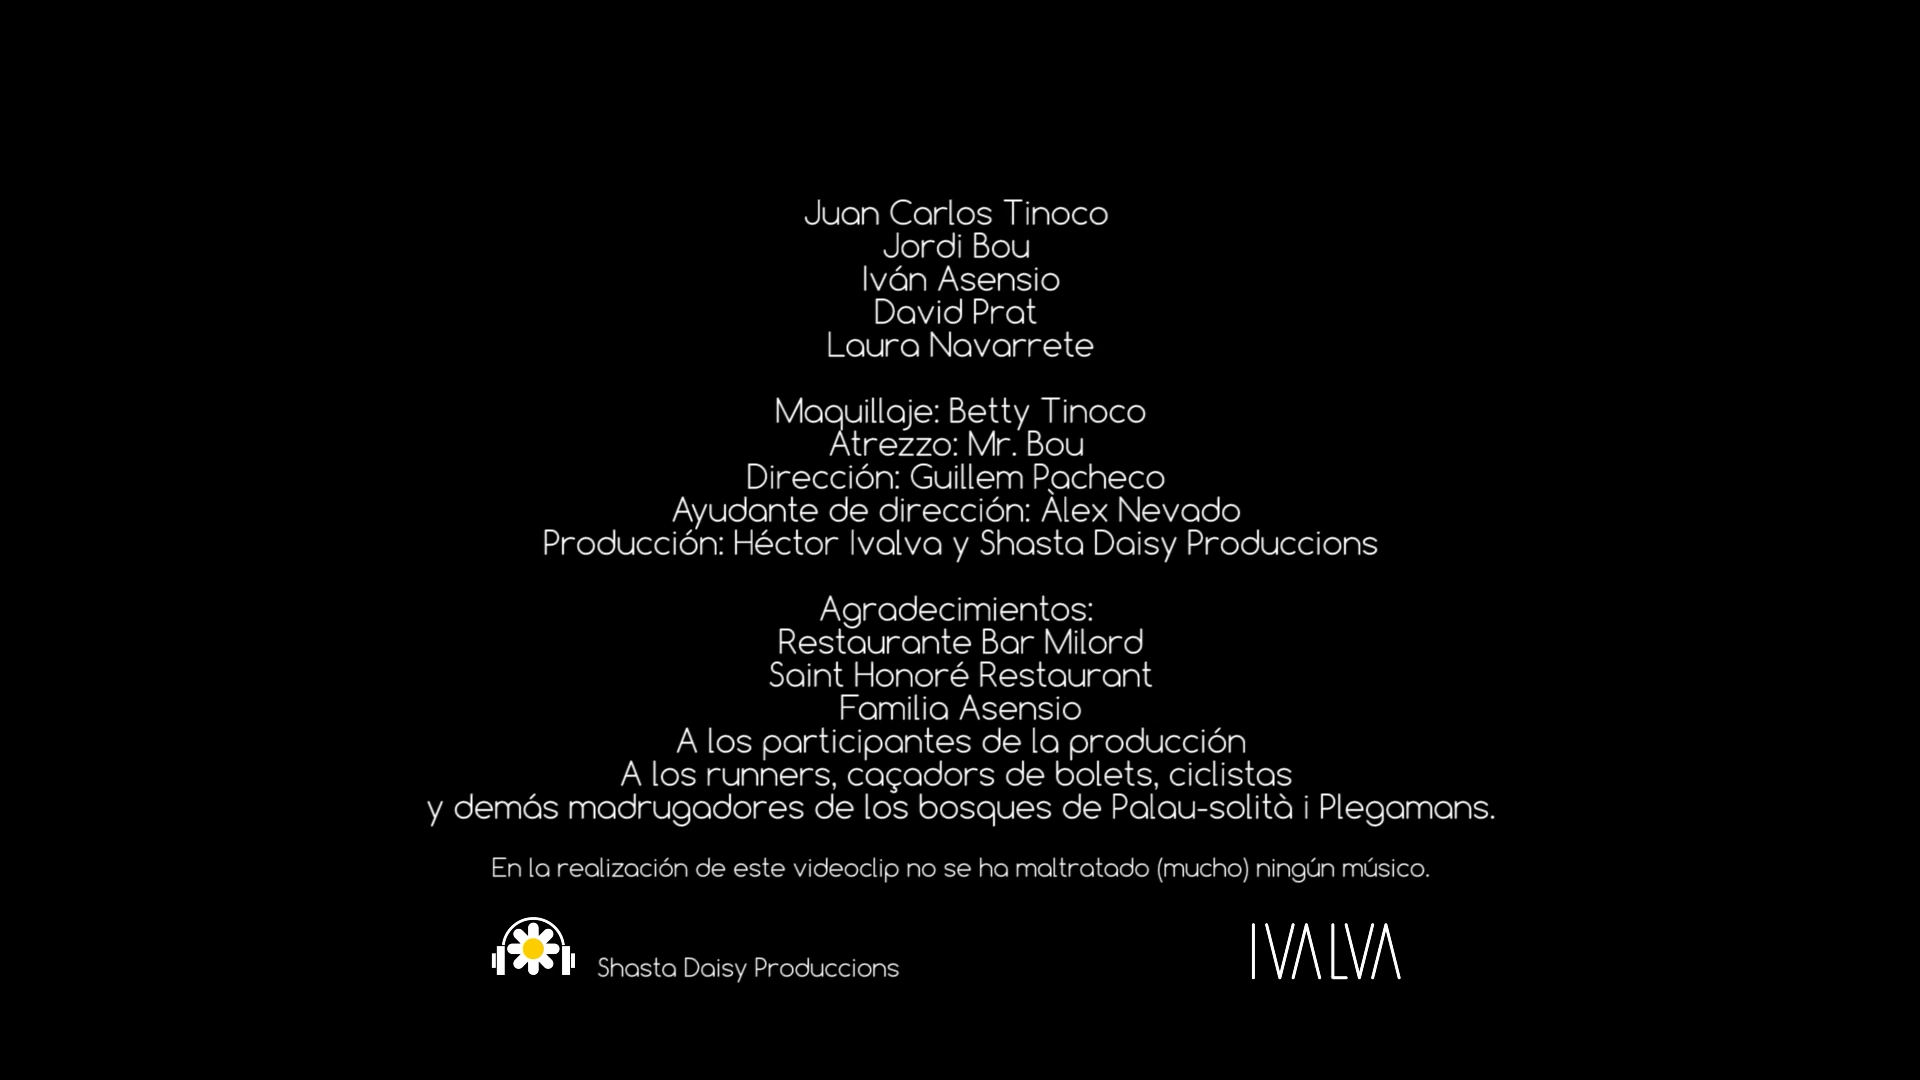 Juan Carlos Tinoco
Jordi Bou
Iván Asensio
David Prat
Laura Navarrete
Maquillaje: Betty Tinoco
Atrezzo: Mr. Bou
Dirección: Guillem Pacheco
Ayudante de dirección: Àlex Nevado
Producción: Héctor Ivalva y Shasta Daisy Produccions
Agradecimientos:
Restaurante Bar Milord
Saint Honoré Restaurant
Familia Asensio
A los participantes de la producción
A los runners, caçadors de bolets, ciclistas
y demás madrugadores de los bosques de Palau-solità i Plegamans.
En la realización de este videoclip no se ha maltratado (mucho) ningún músico.
Shasta Daisy Produccions
IVALVA